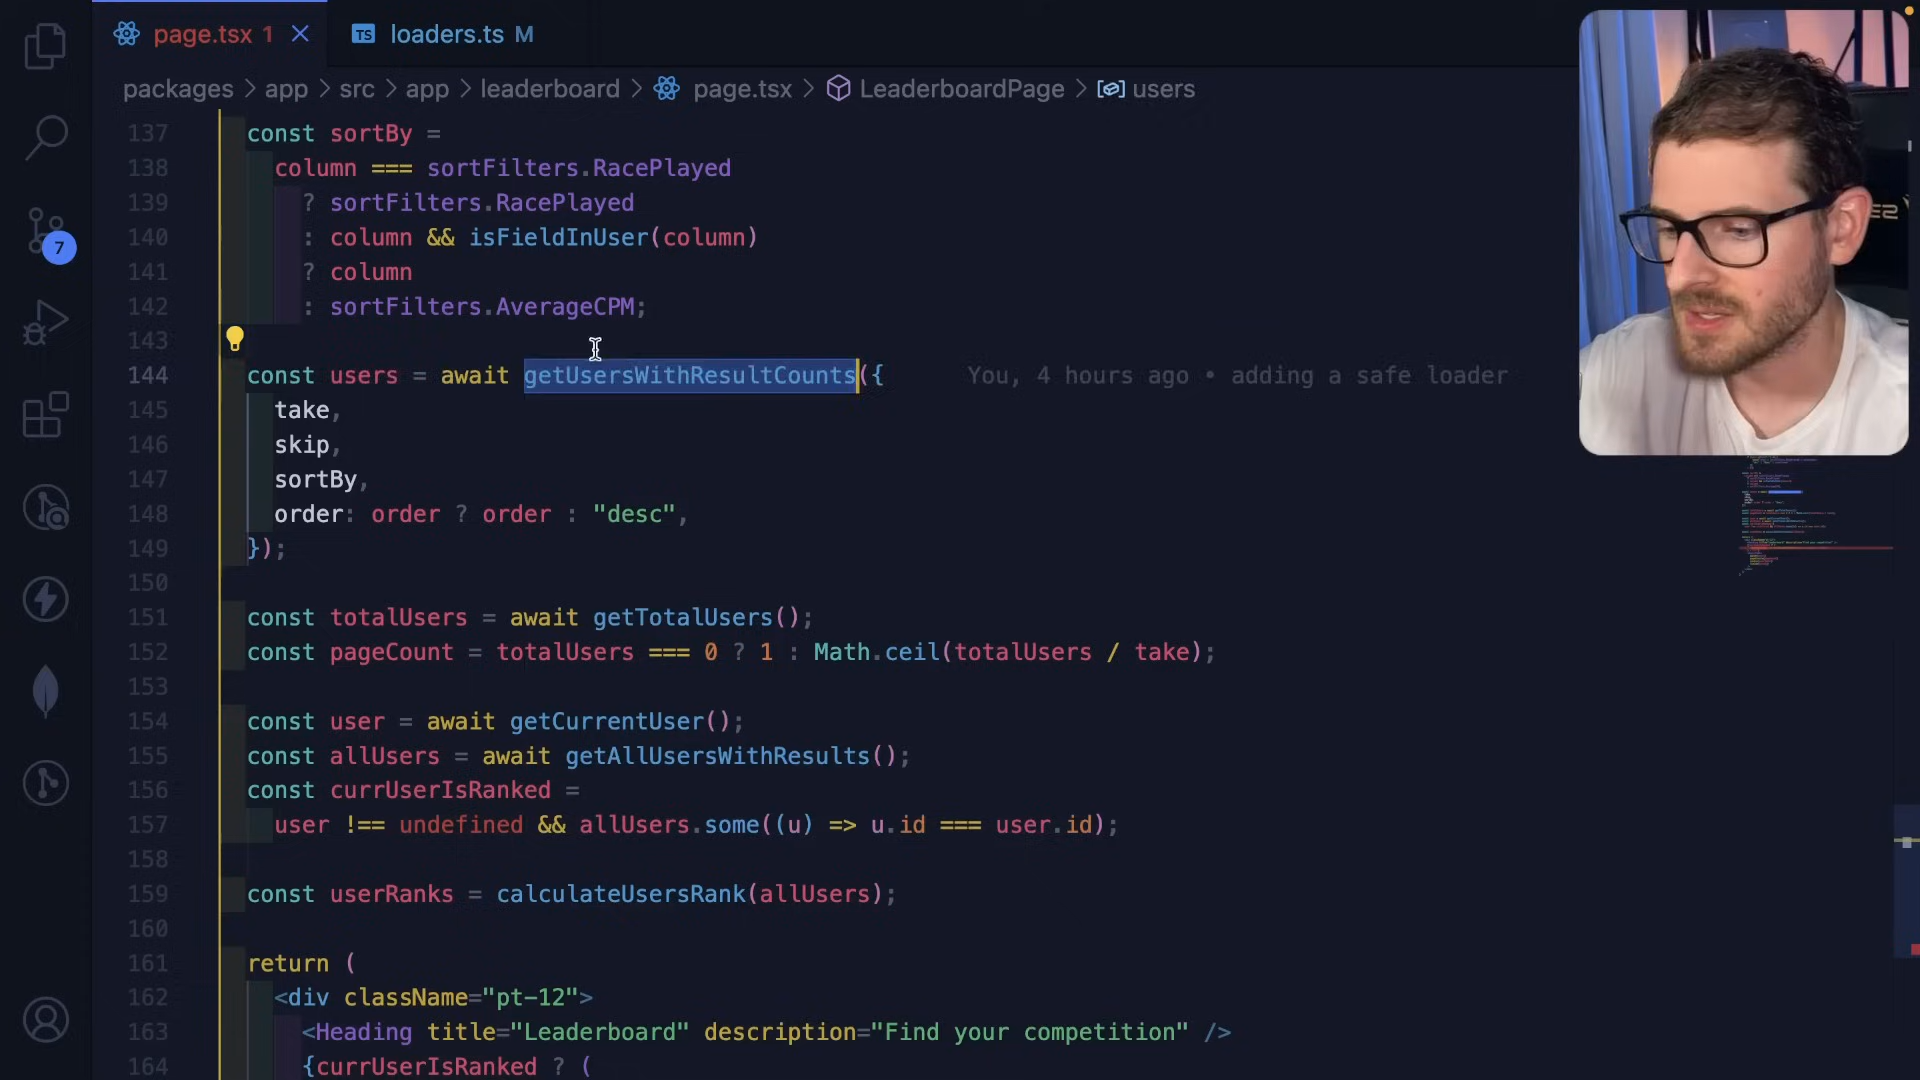 page.tsx 1
TS loaders.ts M
packages > app > src > app > leaderboard > page.tsx > LeaderboardPage > users
137 const sortBy =
138 column === sortFilters.RacePlayed
139 ? sortFilters.RacePlayed
140 : column && isFieldInUser(column)
141 ? column
142 : sortFilters.AverageCPM;
143
144 const users = await getUsersWithResultCounts({ You, 4 hours ago • adding a safe loader
145 take,
146 skip,
147 sortBy,
148 order: order ? order : "desc",
149 });
150
151 const totalUsers = await getTotalUsers();
152 const pageCount = totalUsers === 0 ? 1 : Math.ceil(totalUsers / take);
153
154 const user = await getCurrentUser();
155 const allUsers = await getAllUsersWithResults();
156 const currUserIsRanked =
157 user !== undefined && allUsers.some((u) => u.id === user.id);
158
159 const userRanks = calculateUsersRank(allUsers);
160
161 return (
162 <div className="pt-12">
163 <Heading title="Leaderboard" description="Find your competition" />
164 {currUserIsRanked ? (
7